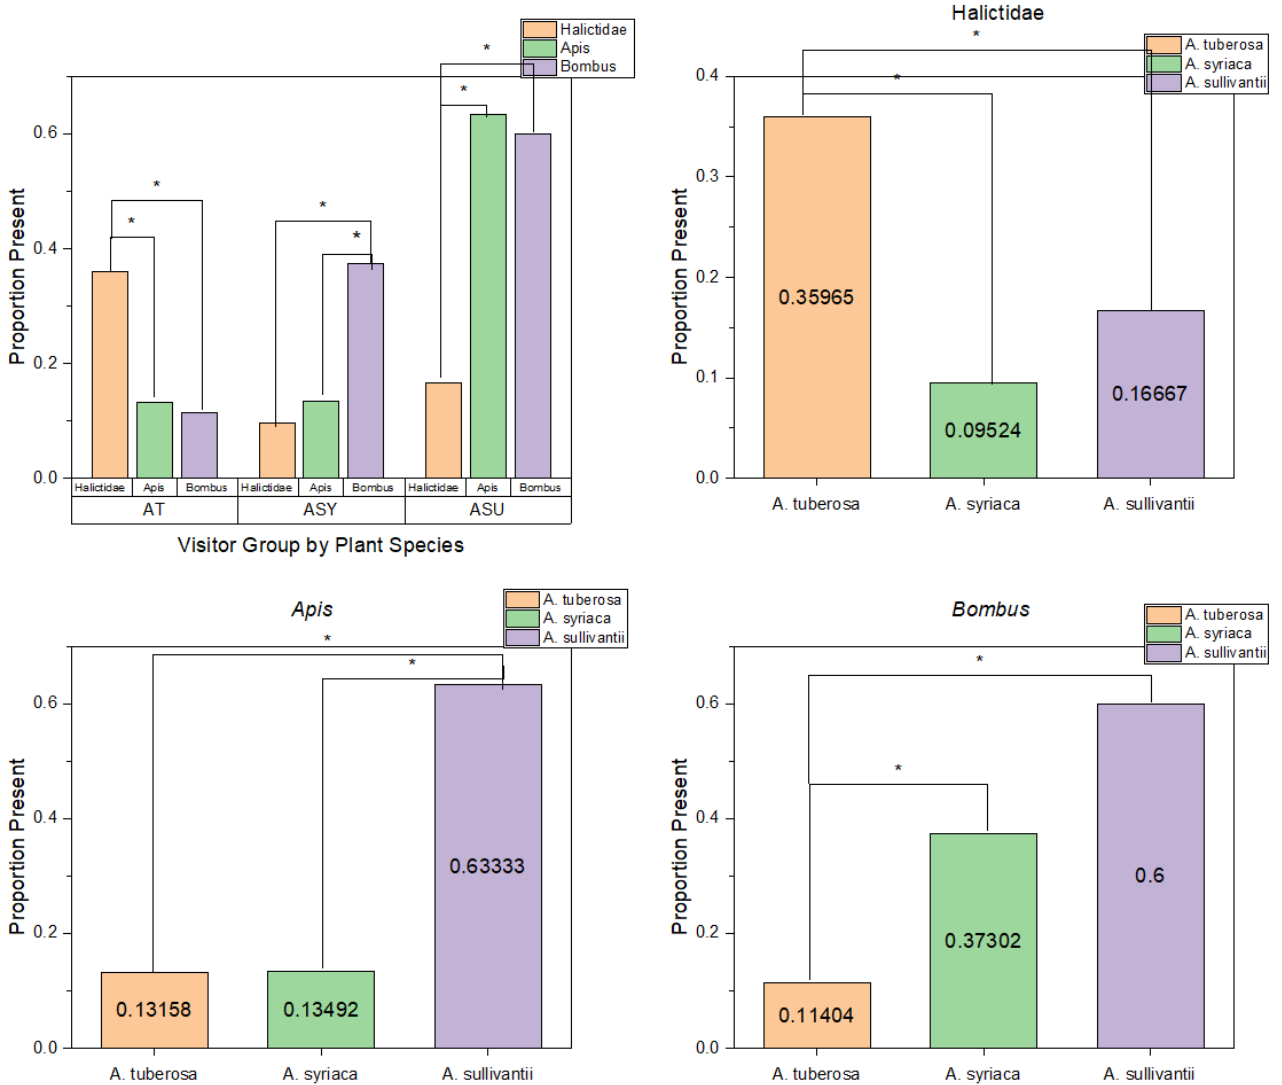 Halictidae
Apis
Bombus
*
*
*
*
*
*
Proportion Present
0.6
0.4
0.2
0.0
Halictidae Apis Bombus Halictidae Apis Bombus Halictidae Apis Bombus
AT ASY ASU
Visitor Group by Plant Species
Halictidae
A. tuberosa
A. syriaca
A. sullivantii
*
*
Proportion Present
0.4
0.3
0.2
0.1
0.0
0.35965
0.09524
0.16667
A. tuberosa A. syriaca A. sullivantii
Apis
A. tuberosa
A. syriaca
A. sullivantii
*
*
Proportion Present
0.6
0.4
0.2
0.0
0.13158
0.13492
0.63333
A. tuberosa A. syriaca A. sullivantii
Bombus
A. tuberosa
A. syriaca
A. sullivantii
*
*
Proportion Present
0.6
0.4
0.2
0.0
0.11404
0.37302
0.6
A. tuberosa A. syriaca A. sullivantii